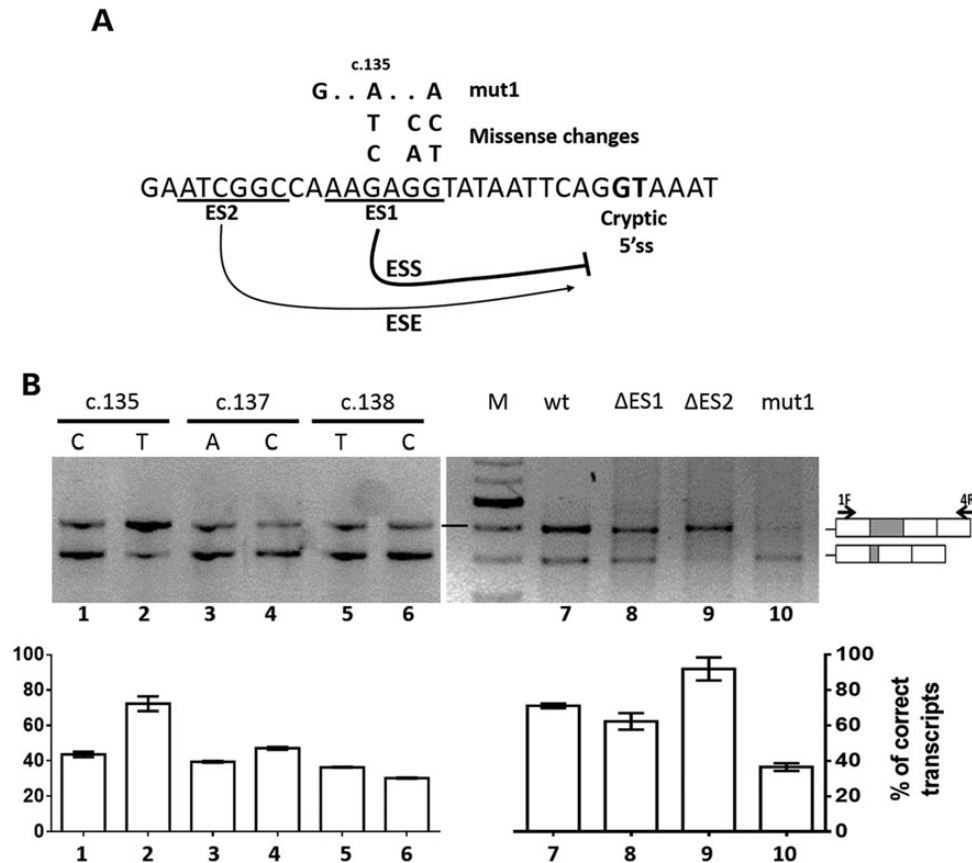 A
c.135
G . . A . . A mut1
T C C
Missense changes
C A T
GAATCGGCCAAAGAGGTATAATTCAGGTAAAT
ES2 ES1 Cryptic
5'ss
ESS
ESE
B
c.135 c.137 c.138 M wt ΔES1 ΔES2 mut1
C T A C T C
1F 4R
1 2 3 4 5 6 7 8 9 10
100 100
80 80
60 60
40 40
20 20
0 0
% of correct
transcripts
1 2 3 4 5 6 7 8 9 10